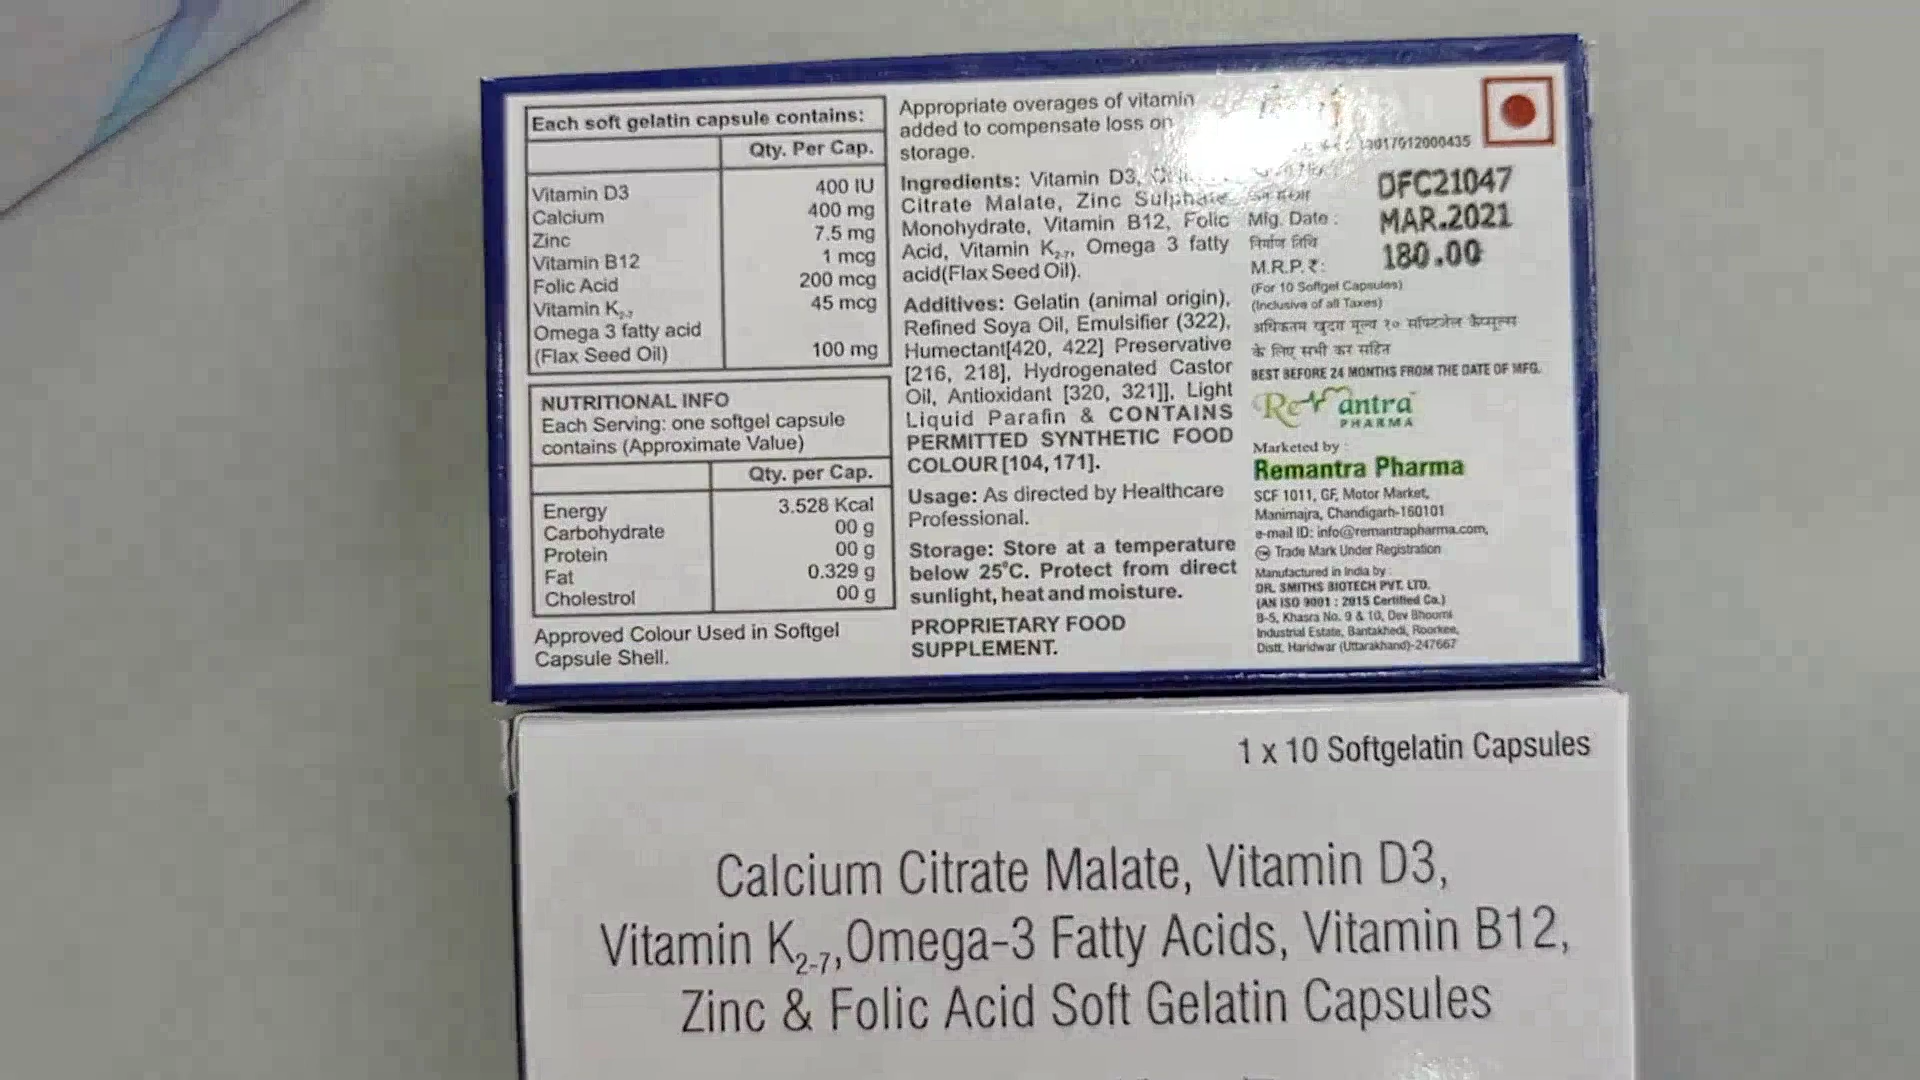 Each soft gelatin capsule contains:
Qty. Per Cap.
Vitamin D3 400 IU
Calcium 400 mg
Zinc 7.5 mg
Vitamin B12 1 mcg
Folic Acid 200 mcg
Vitamin K2-7 45 mcg
Omega 3 fatty acid
(Flax Seed Oil) 100 mg
NUTRITIONAL INFO
Each Serving: one softgel capsule
contains (Approximate Value)
Qty. per Cap.
Energy 3.528 Kcal
Carbohydrate 00 g
Protein 00 g
Fat 0.329 g
Cholestrol 00 g
Approved Colour Used in Softgel
Capsule Shell.
Appropriate overages of vitamin
added to compensate loss on
storage.
Ingredients: Vitamin D3,
Citrate Malate, Zinc Sulphate
Monohydrate, Vitamin B12, Folic
Acid, Vitamin K2-7, Omega 3 fatty
acid(Flax Seed Oil).
Additives: Gelatin (animal origin),
Refined Soya Oil, Emulsifier (322),
Humectant[420, 422] Preservative
[216, 218], Hydrogenated Castor
Oil, Antioxidant [320, 321]], Light
Liquid Parafin & CONTAINS
PERMITTED SYNTHETIC FOOD
COLOUR [104, 171].
Usage: As directed by Healthcare
Professional.
Storage: Store at a temperature
below 25°C. Protect from direct
sunlight, heat and moisture.
PROPRIETARY FOOD
SUPPLEMENT.
DFC21047
Mfg. Date : MAR.2021
निर्माण तिथि
M.R.P. ₹: 180.00
(For 10 Softgel Capsules)
(Inclusive of all Taxes)
अधिकतम खुदरा मूल्य १० सॉफ्टजेल कैप्सूल्स
के लिए सभी कर सहित
BEST BEFORE 24 MONTHS FROM THE DATE OF MFG.
Remantra
PHARMA
Marketed by :
Remantra Pharma
SCF 1011, GF, Motor Market,
Manimajra, Chandigarh-160101
e-mail ID: info@remantrapharma.com,
Trade Mark Under Registration
Manufactured in India by :
DR. SMITHS BIOTECH PVT. LTD.
(AN ISO 9001 : 2015 Certified Co.)
B-5, Khasra No. 9 & 10, Dev Bhoomi
Industrial Estate, Bantakhedi, Roorkee,
Distt. Haridwar (Uttarakhand)-247667
1 x 10 Softgelatin Capsules
Calcium Citrate Malate, Vitamin D3,
Vitamin K2-7,Omega-3 Fatty Acids, Vitamin B12,
Zinc & Folic Acid Soft Gelatin Capsules